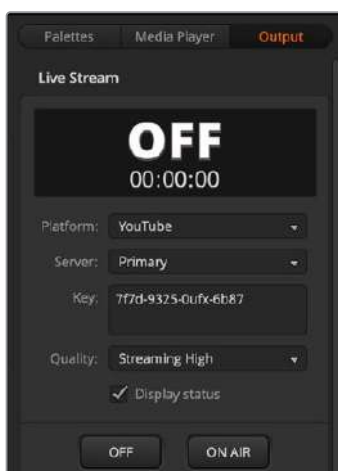 Palettes Media Player Output
Live Stream
OFF
00:00:00
Platform: YouTube
Server: Primary
Key: 7f7d-9325-0ufx-6b87
Quality: Streaming High
Display status
OFF ON AIR